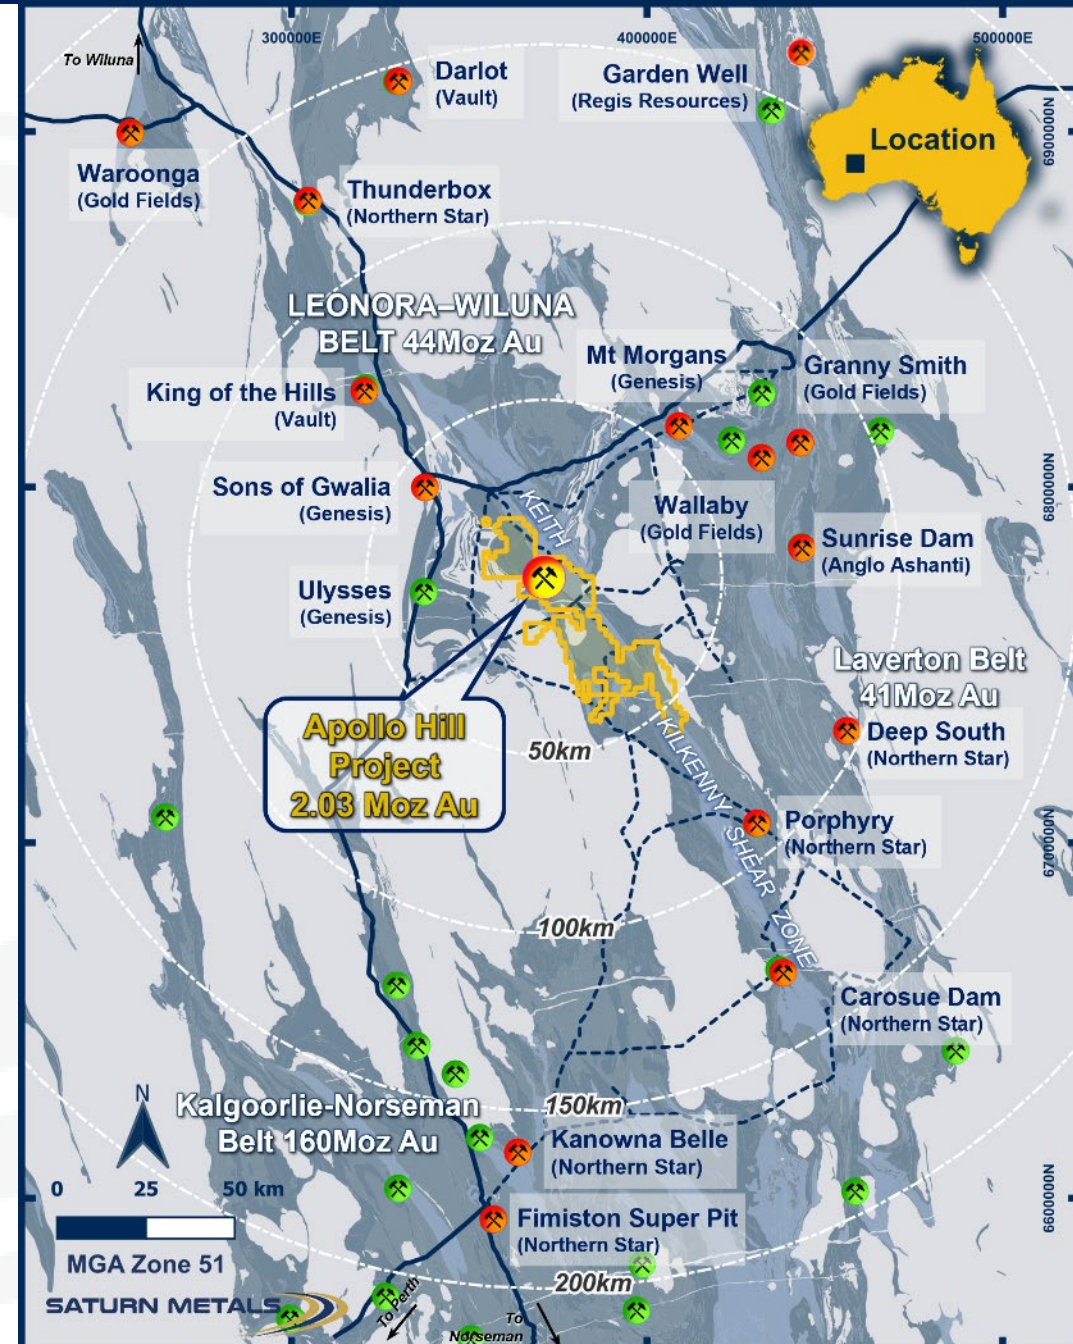 300000E
400000E
500000E
To Wiluna
Darlot
(Vault)
Garden Well
(Regis Resources)
6900000N
Location
Waroonga
(Gold Fields)
Thunderbox
(Northern Star)
LEONORA–WILUNA
BELT 44Moz Au
Mt Morgans
(Genesis)
Granny Smith
(Gold Fields)
King of the Hills
(Vault)
Sons of Gwalia
(Genesis)
KEITH
Wallaby
(Gold Fields)
6800000N
Sunrise Dam
(Anglo Ashanti)
Ulysses
(Genesis)
Laverton Belt
41Moz Au
Apollo Hill
Project
2.03 Moz Au
50km
KILKENNY SHEAR ZONE
Deep South
(Northern Star)
Porphyry
(Northern Star)
6700000N
100km
Carosue Dam
(Northern Star)
N
Kalgoorlie-Norseman
Belt 160Moz Au
150km
Kanowna Belle
(Northern Star)
0 25 50 km
Fimiston Super Pit
(Northern Star)
6600000N
MGA Zone 51
200km
SATURN METALS
To Perth
To
Norseman